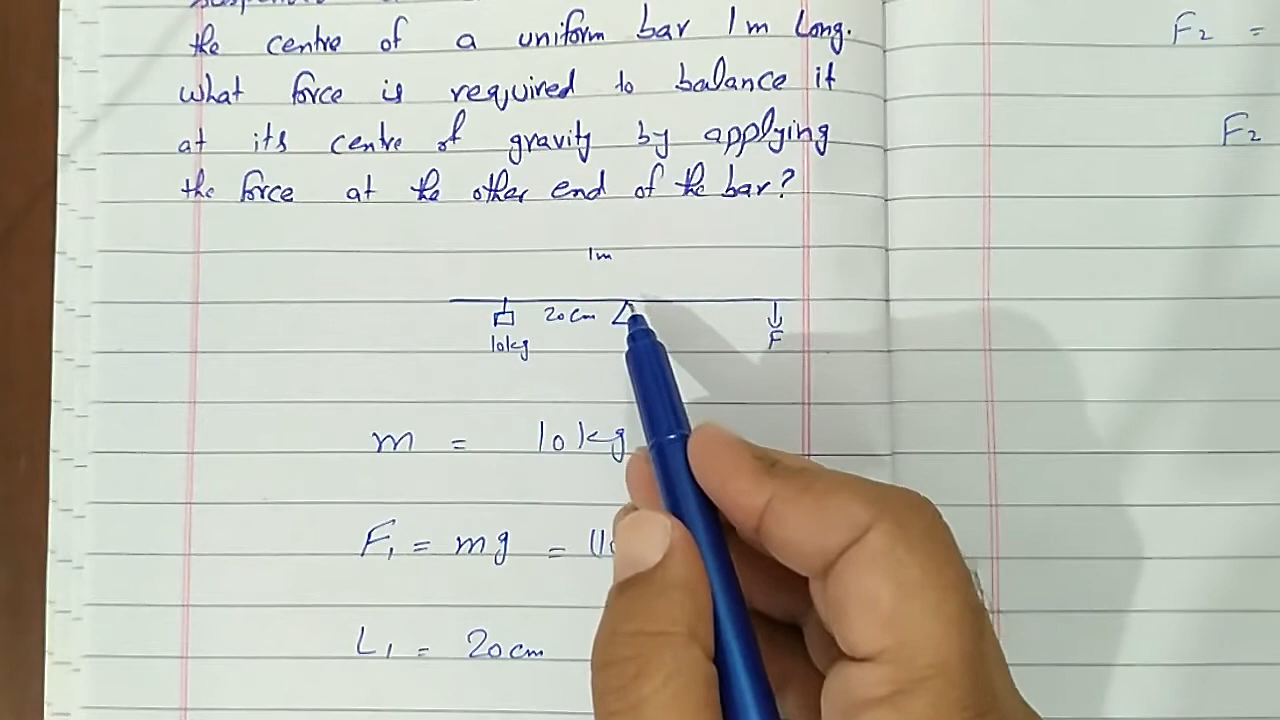 the centre of a uniform bar 1m long.
what force is required to balance it
at its centre of gravity by applying
the force at the other end of the bar?
1m
20cm
10kg
F
m = 10kg
F1 = mg =
L1 = 20cm
F2 =
F2